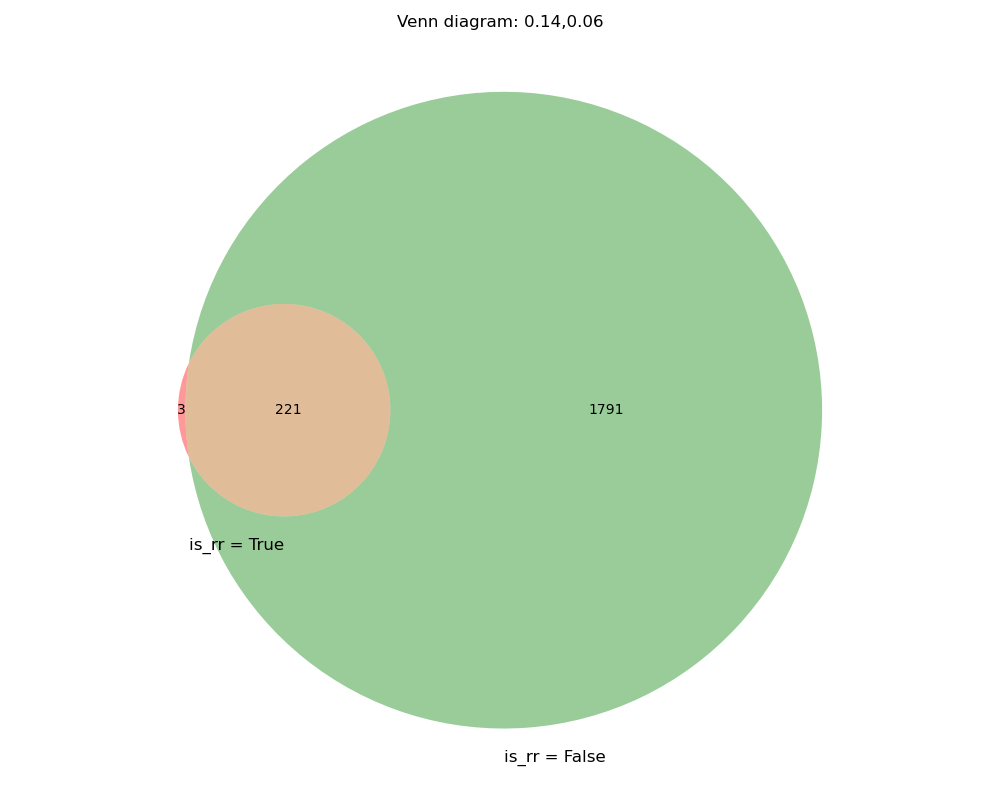 Venn diagram: 0.14,0.06
3
221
1791
is_rr = True
is_rr = False